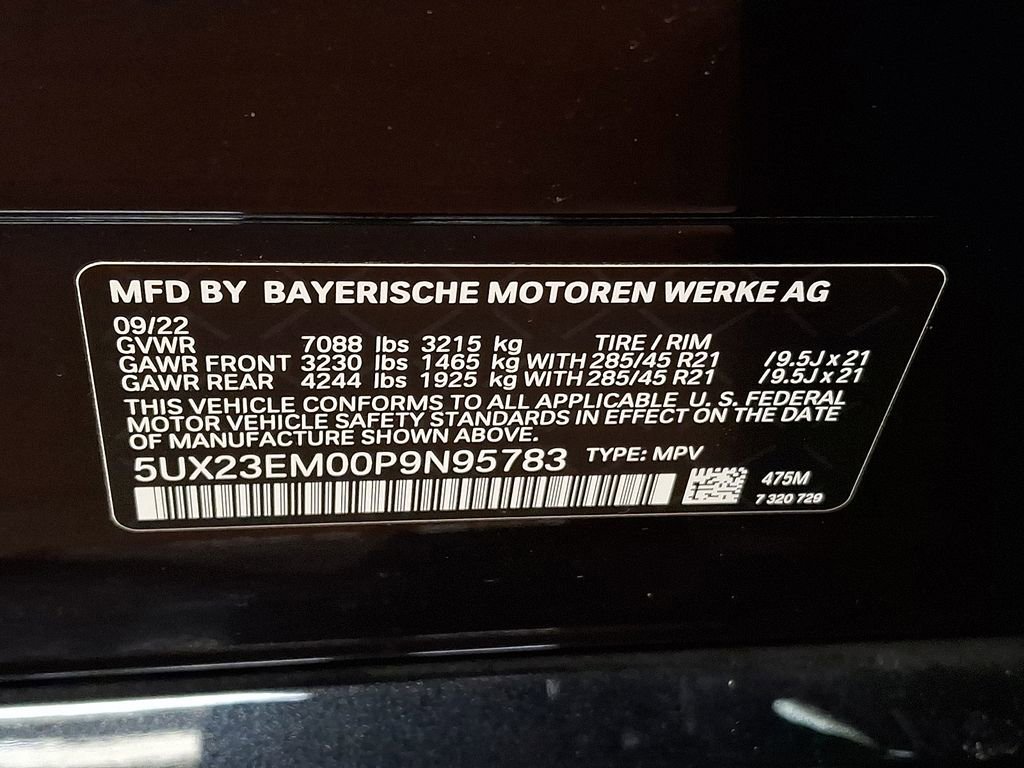 MFD BY BAYERISCHE MOTOREN WERKE AG
09/22
GVWR 7088 lbs 3215 kg TIRE / RIM
GAWR FRONT 3230 lbs 1465 kg WITH 285/45 R21 /9.5J x 21
GAWR REAR 4244 lbs 1925 kg WITH 285/45 R21 /9.5J x 21
THIS VEHICLE CONFORMS TO ALL APPLICABLE U. S. FEDERAL
MOTOR VEHICLE SAFETY STANDARDS IN EFFECT ON THE DATE
OF MANUFACTURE SHOWN ABOVE.
5UX23EM00P9N95783 TYPE: MPV
475M
7 320 729